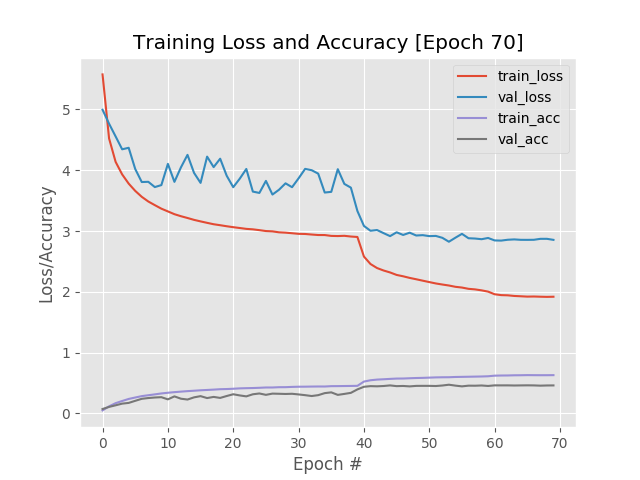 Training Loss and Accuracy [Epoch 70]
train_loss
val_loss
train_acc
val_acc
Loss/Accuracy
5
4
3
2
1
0
0 10 20 30 40 50 60 70
Epoch #